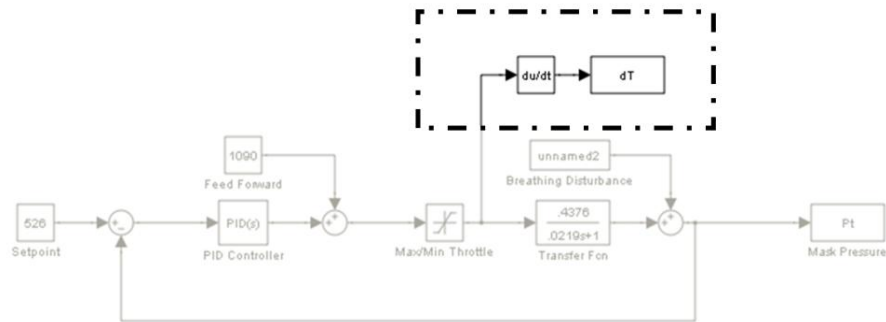 du/dt
dT
1090
Feed Forward
unnamed2
Breathing Disturbance
526
Setpoint
PID(s)
PID Controller
Max/Min Throttle
.4376
.0219s+1
Transfer Fcn
Pt
Mask Pressure